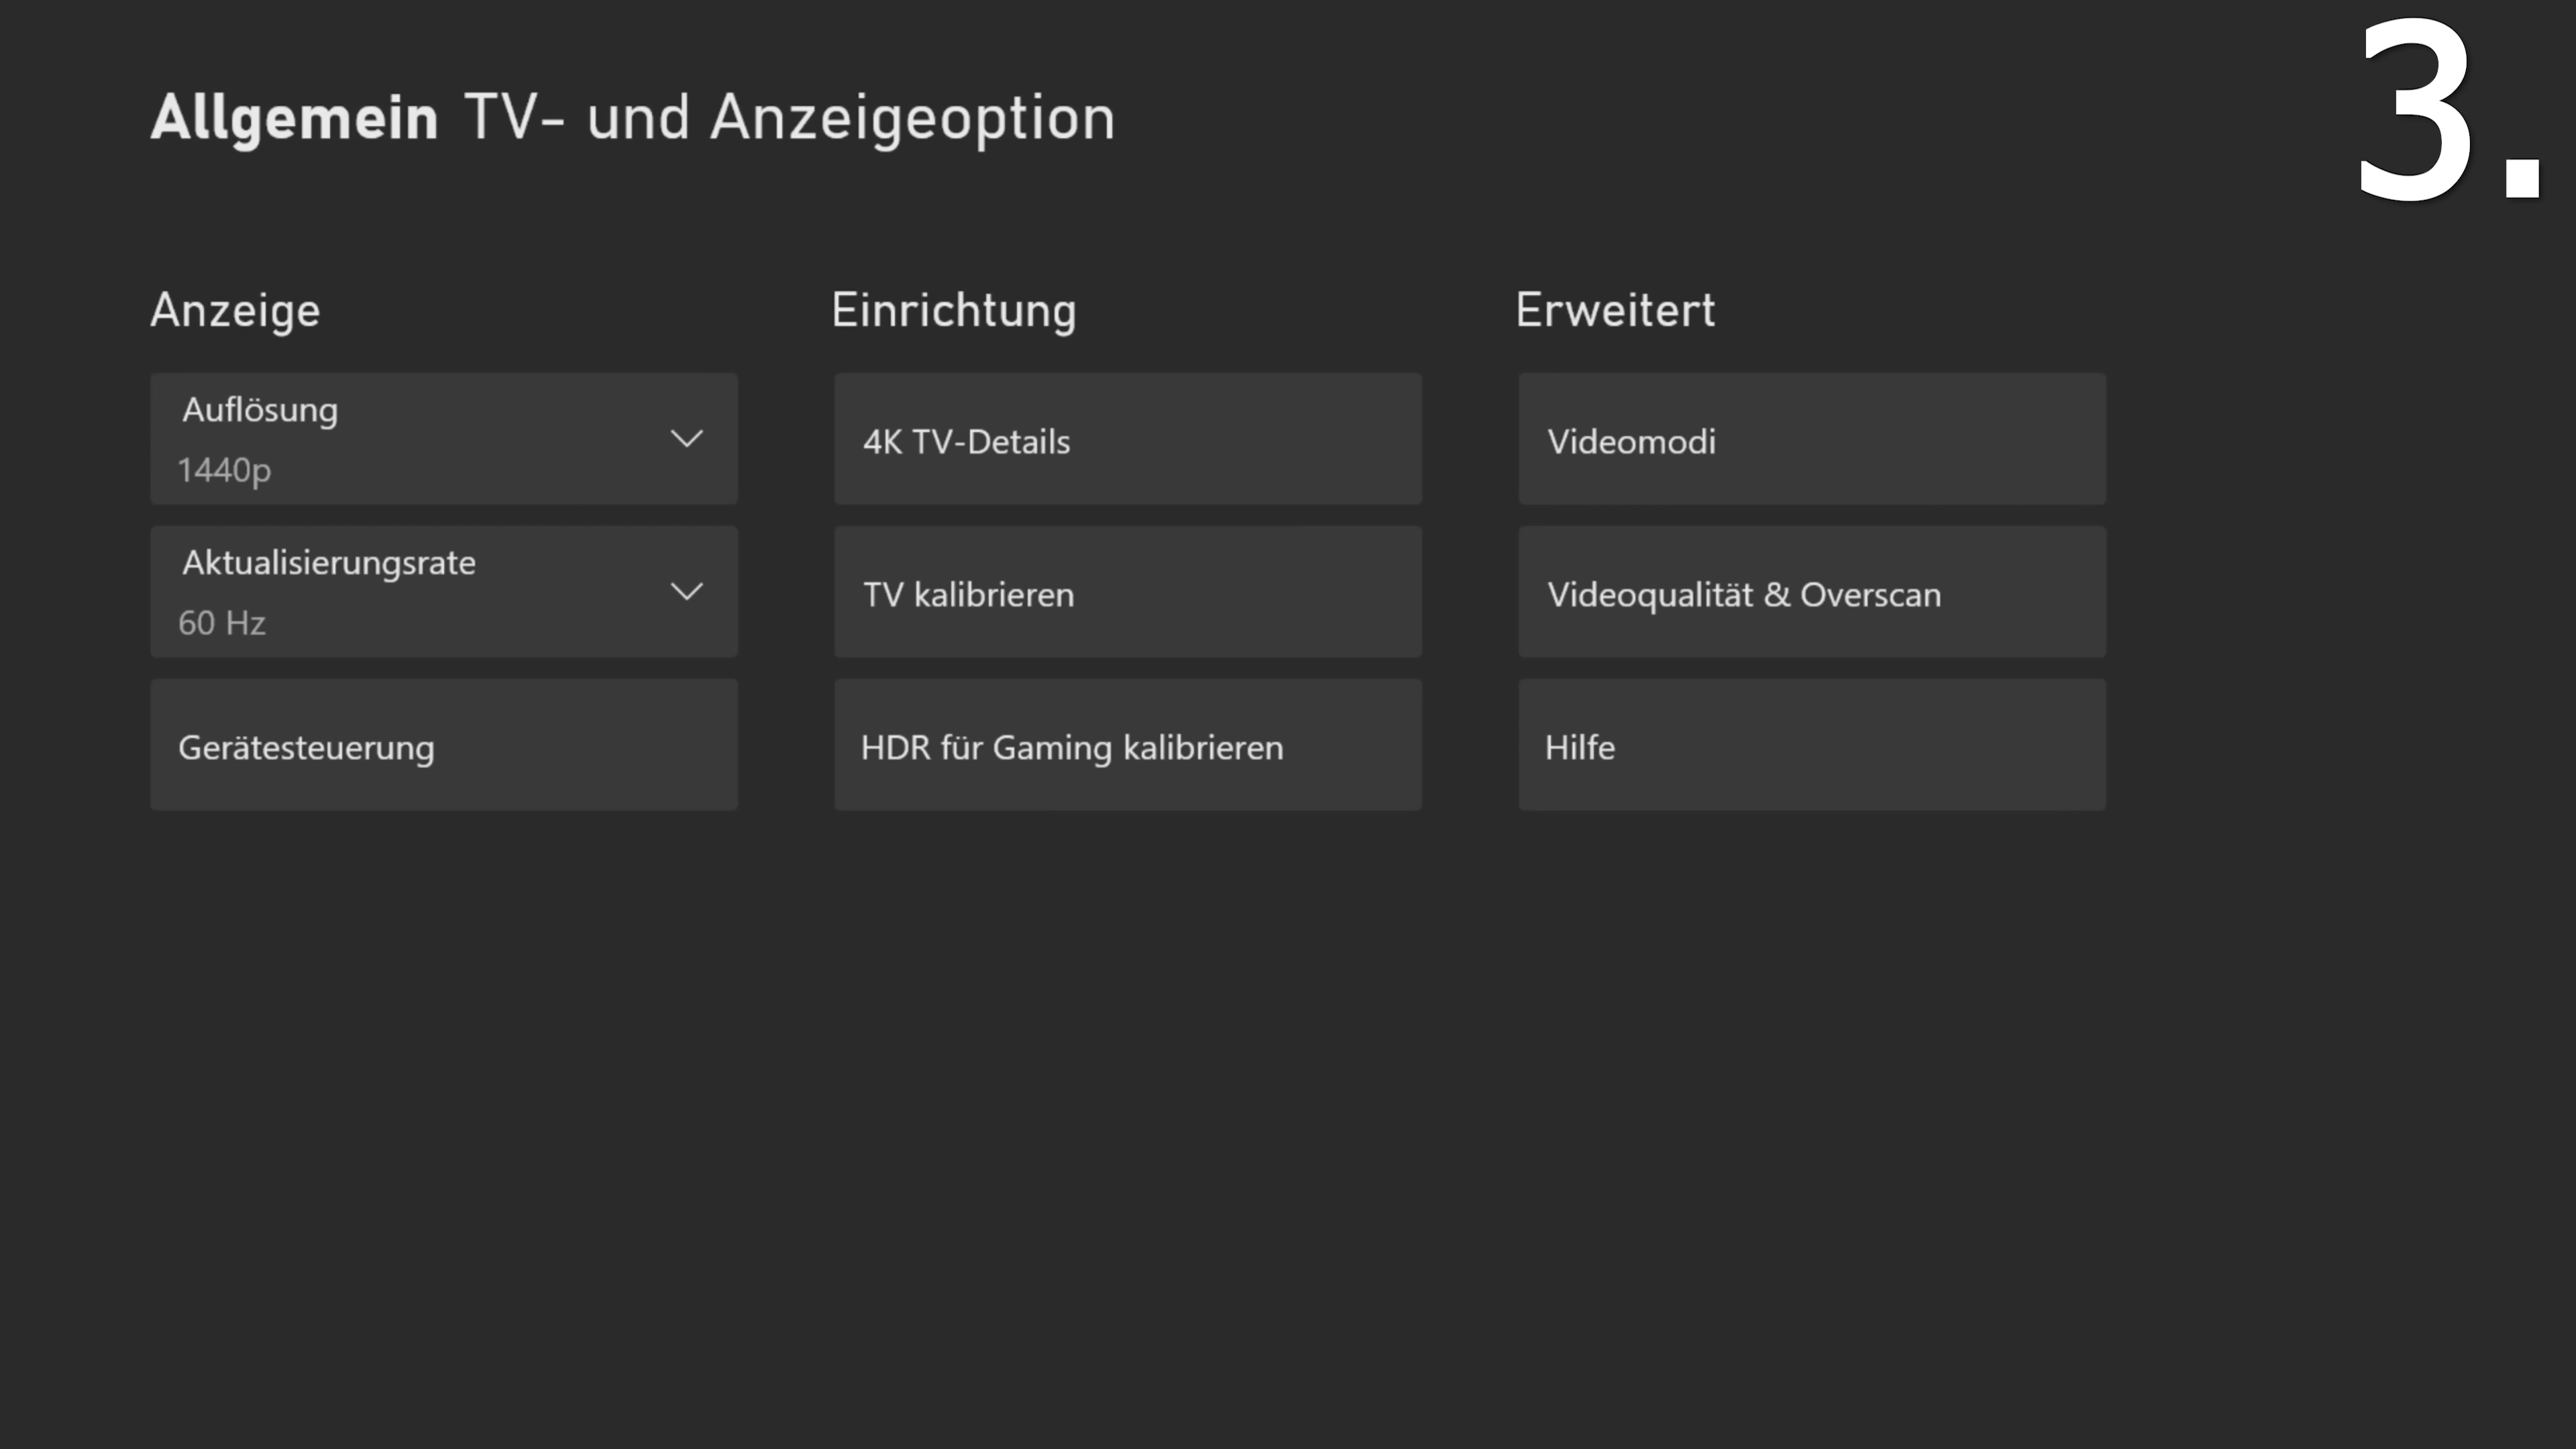 3.
Allgemein TV- und Anzeigeoption
Anzeige
Auflösung
1440p
Aktualisierungsrate
60 Hz
Gerätesteuerung
Einrichtung
4K TV-Details
TV kalibrieren
HDR für Gaming kalibrieren
Erweitert
Videomodi
Videoqualität & Overscan
Hilfe